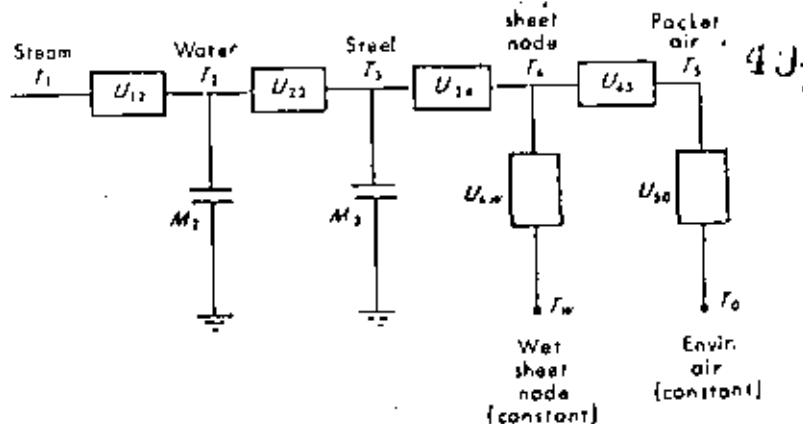 Steam
T₁
U₁₂
Water
T₂
U₂₃
M₂
Steel
T₃
U₃₄
M₃
sheet
node
T₄
U₄₅
Pocket
air
T₅
U₄w
U₅₀
Tw
T₀
Wet
sheet
node
(constant)
Envir.
air
(constant)